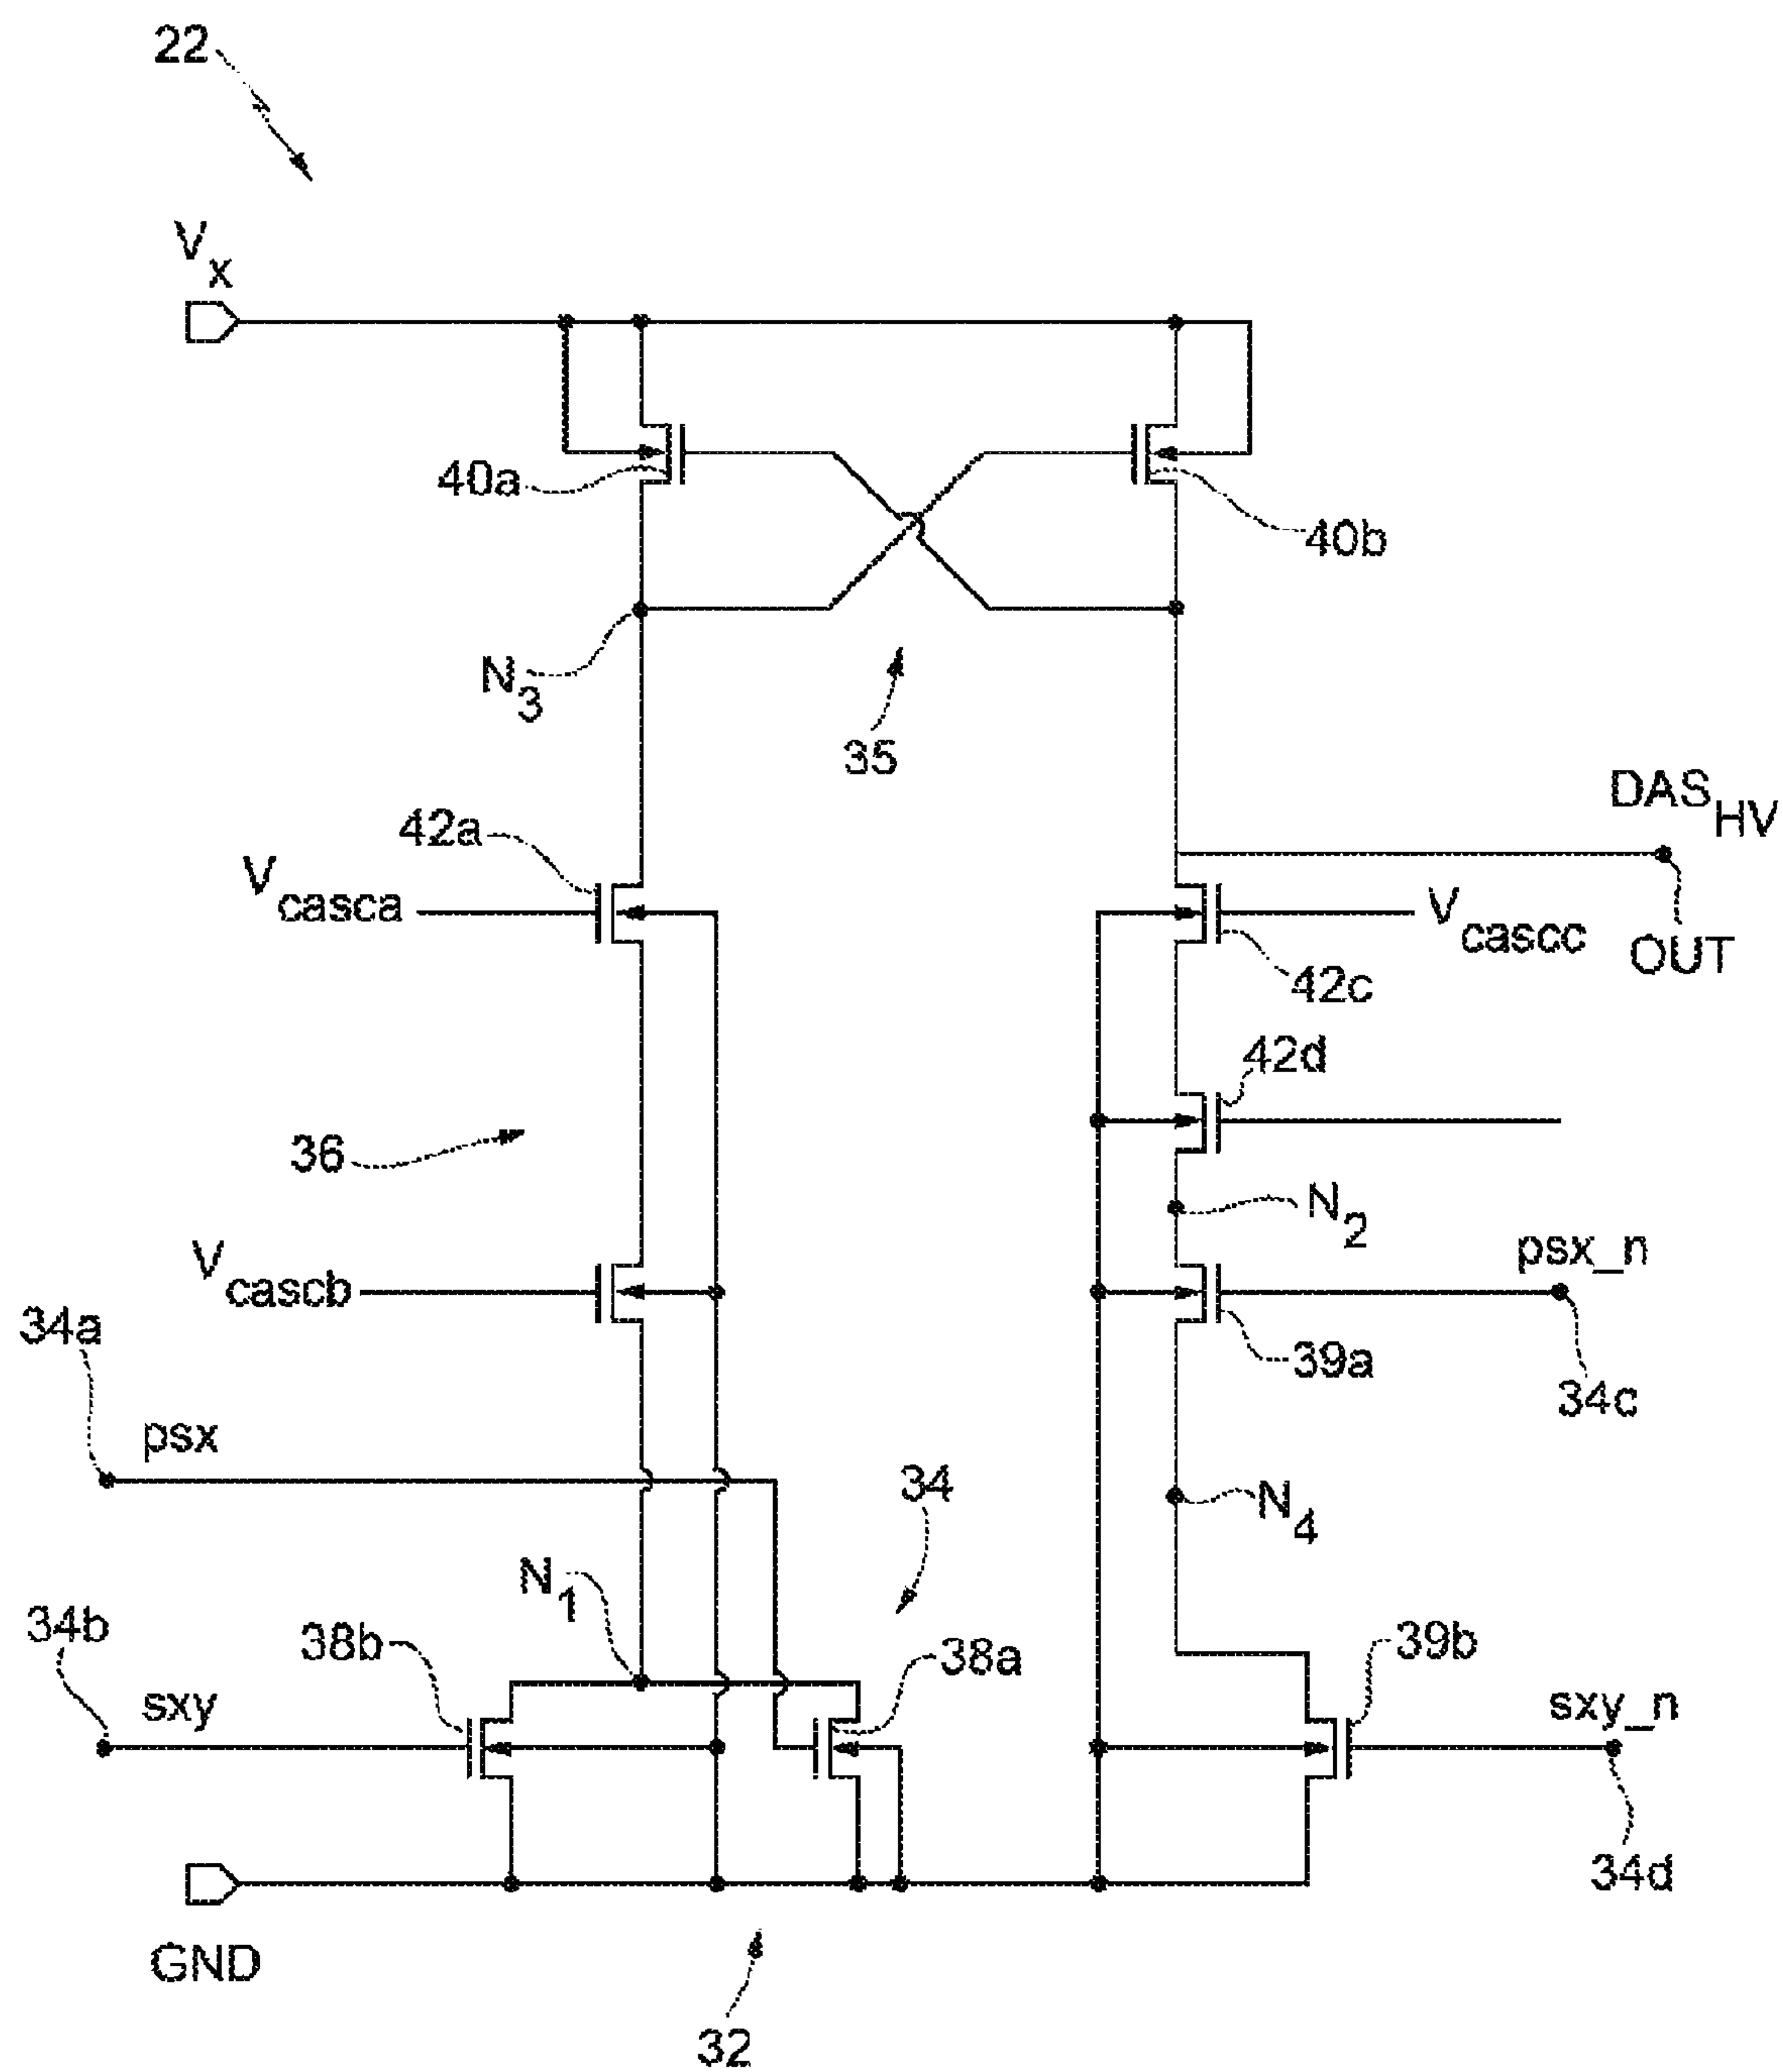 22
Vx
40a
40b
N3
35
DASHV
42a
Vcasca
Vcascc
OUT
42c
42d
36
N2
Vcascb
psx_n
34a
39a
34c
psx
34
N4
N1
34b
38b
38a
39b
sxy
sxy_n
34d
GND
32